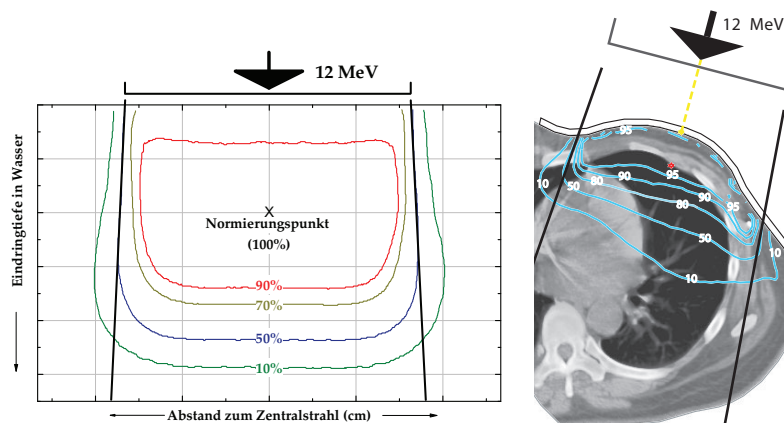 12 MeV
Eindringtiefe in Wasser
X
Normierungspunkt
(100%)
90%
70%
50%
10%
Abstand zum Zentralstrahl (cm)
12 MeV
95
10
50
80
90
95
90
80
95
50
10
10